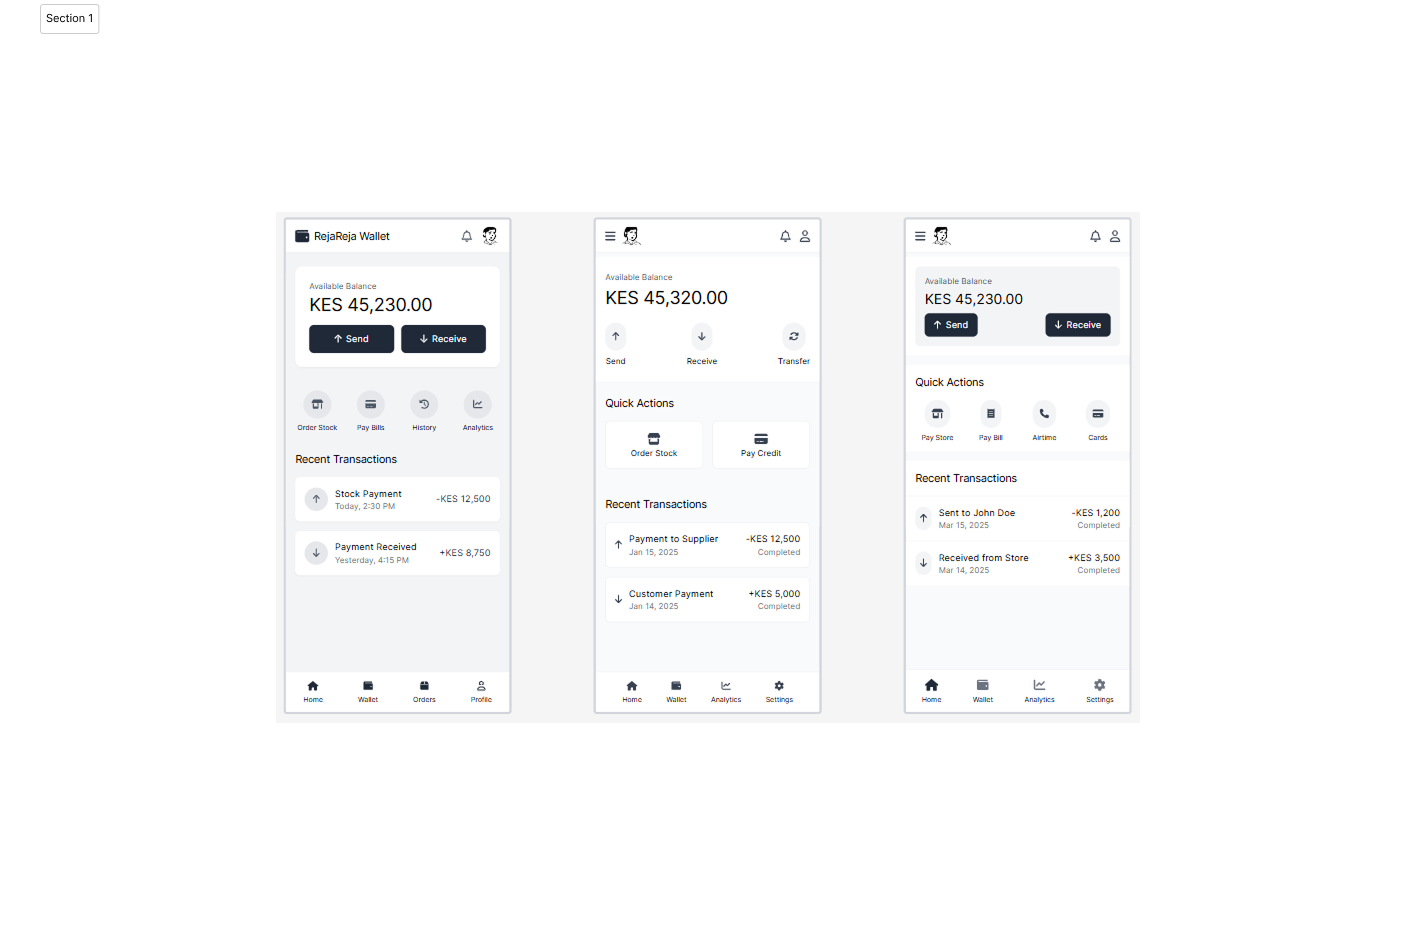 Section 1
RejaReja Wallet
Available Balance
KES 45,230.00
Send
Receive
Order Stock
Pay Bills
History
Analytics
Recent Transactions
Stock Payment
Today, 2:30 PM
-KES 12,500
Payment Received
Yesterday, 4:15 PM
+KES 8,750
Home
Wallet
Orders
Profile
Available Balance
KES 45,320.00
Send
Receive
Transfer
Quick Actions
Order Stock
Pay Credit
Recent Transactions
Payment to Supplier
Jan 15, 2025
-KES 12,500
Completed
Customer Payment
Jan 14, 2025
+KES 5,000
Completed
Home
Wallet
Analytics
Settings
Available Balance
KES 45,230.00
Send
Receive
Quick Actions
Pay Store
Pay Bill
Airtime
Cards
Recent Transactions
Sent to John Doe
Mar 15, 2025
-KES 1,200
Completed
Received from Store
Mar 14, 2025
+KES 3,500
Completed
Home
Wallet
Analytics
Settings